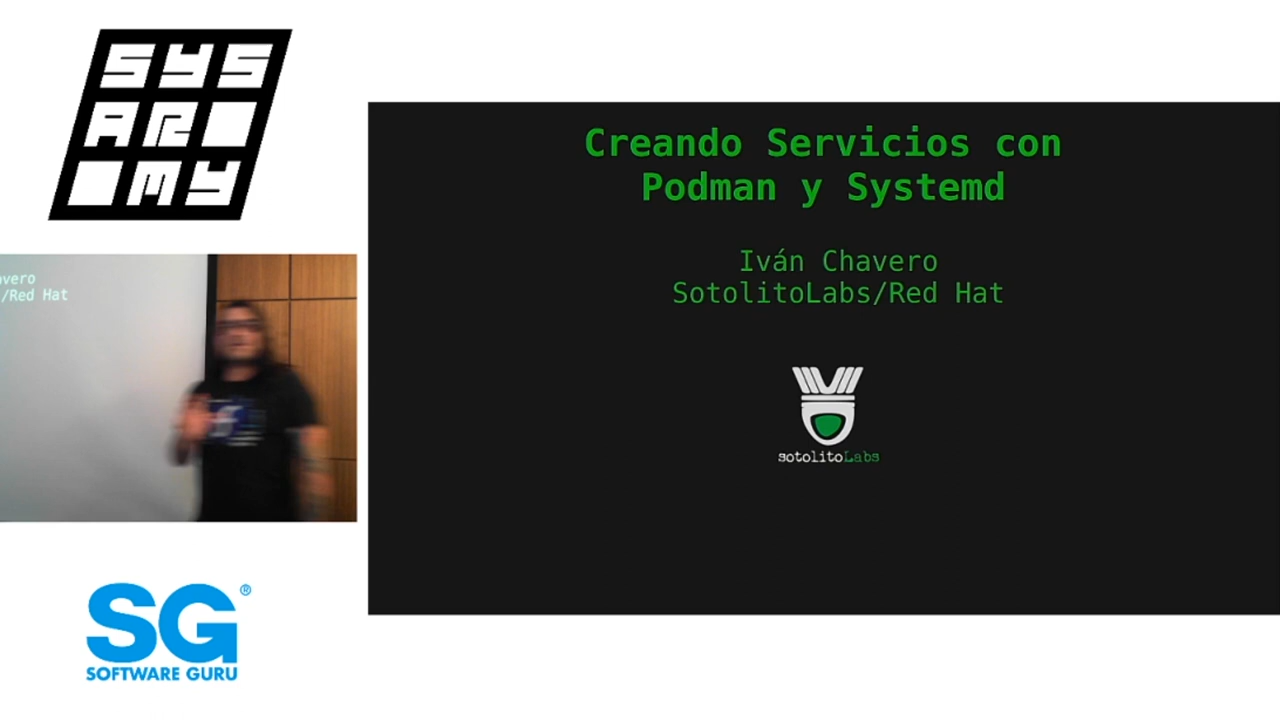 SYS
AR
MY
avero
/Red Hat
SG®
SOFTWARE GURU
Creando Servicios con
Podman y Systemd
Iván Chavero
SotolitoLabs/Red Hat
sotolitoLabs